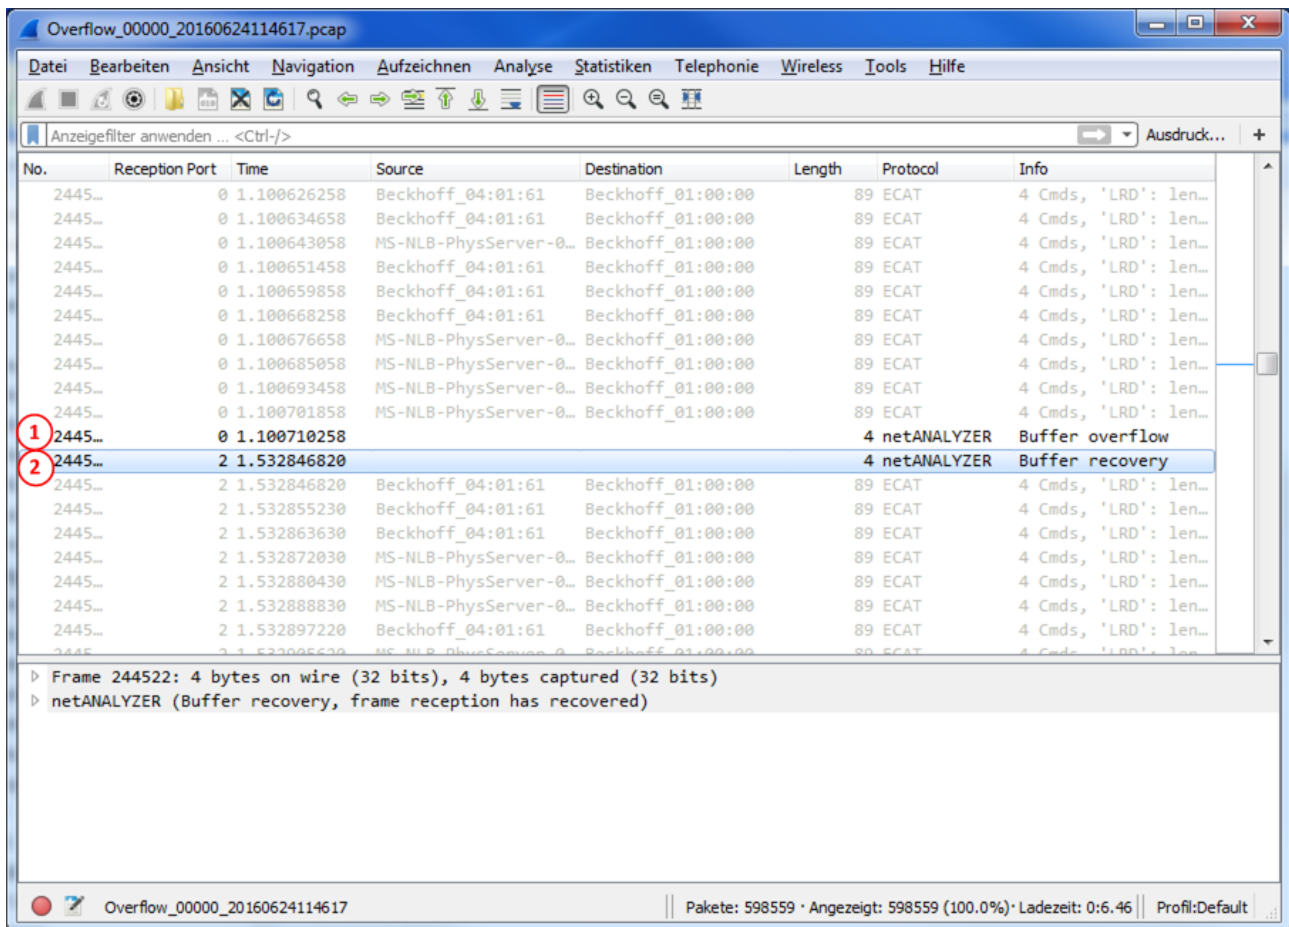 Overflow_00000_20160624114617.pcap
Datei Bearbeiten Ansicht Navigation Aufzeichnen Analyse Statistiken Telephonie Wireless Tools Hilfe
Anzeigefilter anwenden ... <Ctrl-/> Ausdruck... +
No. Reception Port Time Source Destination Length Protocol Info
2445... 0 1.100626258 Beckhoff_04:01:61 Beckhoff_01:00:00 89 ECAT 4 Cmds, 'LRD': len...
2445... 0 1.100634658 Beckhoff_04:01:61 Beckhoff_01:00:00 89 ECAT 4 Cmds, 'LRD': len...
2445... 0 1.100643058 MS-NLB-PhysServer-0... Beckhoff_01:00:00 89 ECAT 4 Cmds, 'LRD': len...
2445... 0 1.100651458 Beckhoff_04:01:61 Beckhoff_01:00:00 89 ECAT 4 Cmds, 'LRD': len...
2445... 0 1.100659858 Beckhoff_04:01:61 Beckhoff_01:00:00 89 ECAT 4 Cmds, 'LRD': len...
2445... 0 1.100668258 Beckhoff_04:01:61 Beckhoff_01:00:00 89 ECAT 4 Cmds, 'LRD': len...
2445... 0 1.100676658 MS-NLB-PhysServer-0... Beckhoff_01:00:00 89 ECAT 4 Cmds, 'LRD': len...
2445... 0 1.100685058 MS-NLB-PhysServer-0... Beckhoff_01:00:00 89 ECAT 4 Cmds, 'LRD': len...
2445... 0 1.100693458 MS-NLB-PhysServer-0... Beckhoff_01:00:00 89 ECAT 4 Cmds, 'LRD': len...
2445... 0 1.100701858 MS-NLB-PhysServer-0... Beckhoff_01:00:00 89 ECAT 4 Cmds, 'LRD': len...
1 2445... 0 1.100710258 4 netANALYZER Buffer overflow
2 2445... 2 1.532846820 4 netANALYZER Buffer recovery
2445... 2 1.532846820 Beckhoff_04:01:61 Beckhoff_01:00:00 89 ECAT 4 Cmds, 'LRD': len...
2445... 2 1.532855230 Beckhoff_04:01:61 Beckhoff_01:00:00 89 ECAT 4 Cmds, 'LRD': len...
2445... 2 1.532863630 Beckhoff_04:01:61 Beckhoff_01:00:00 89 ECAT 4 Cmds, 'LRD': len...
2445... 2 1.532872030 MS-NLB-PhysServer-0... Beckhoff_01:00:00 89 ECAT 4 Cmds, 'LRD': len...
2445... 2 1.532880430 MS-NLB-PhysServer-0... Beckhoff_01:00:00 89 ECAT 4 Cmds, 'LRD': len...
2445... 2 1.532888830 MS-NLB-PhysServer-0... Beckhoff_01:00:00 89 ECAT 4 Cmds, 'LRD': len...
2445... 2 1.532897220 Beckhoff_04:01:61 Beckhoff_01:00:00 89 ECAT 4 Cmds, 'LRD': len...
Frame 244522: 4 bytes on wire (32 bits), 4 bytes captured (32 bits)
netANALYZER (Buffer recovery, frame reception has recovered)
Overflow_00000_20160624114617 Pakete: 598559 · Angezeigt: 598559 (100.0%) · Ladezeit: 0:6.46 Profil:Default